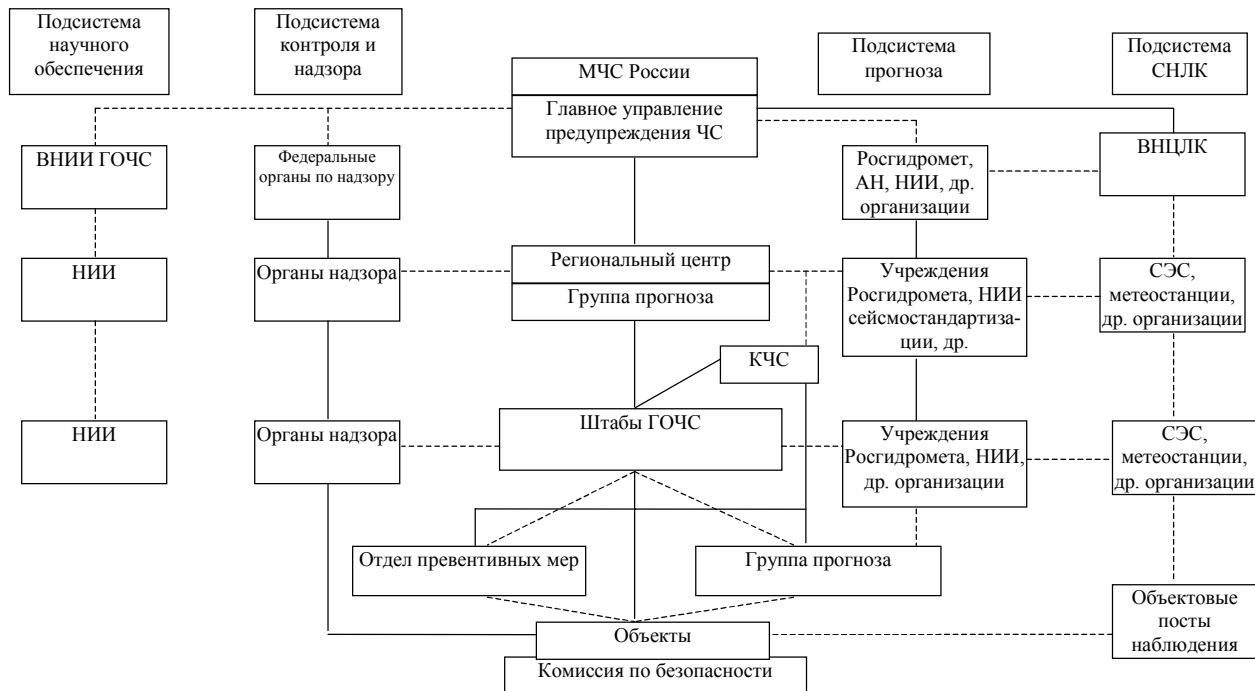 Подсистема
научного
обеспечения
Подсистема
контроля и
надзора
МЧС России
Главное управление
предупреждения ЧС
Подсистема
прогноза
Подсистема
СНЛК
ВНИИ ГОЧС
Федеральные
органы по надзору
Росгидромет,
АН, НИИ, др.
организации
ВНЦЛК
НИИ
Органы надзора
Региональный центр
Группа прогноза
Учреждения
Росгидромета, НИИ
сейсмостандартиза-
ции, др.
СЭС,
метеостанции,
др. организации
КЧС
НИИ
Органы надзора
Штабы ГОЧС
Учреждения
Росгидромета, НИИ,
др. организации
СЭС,
метеостанции,
др. организации
Отдел превентивных мер
Группа прогноза
Объекты
Комиссия по безопасности
Объектовые
посты
наблюдения